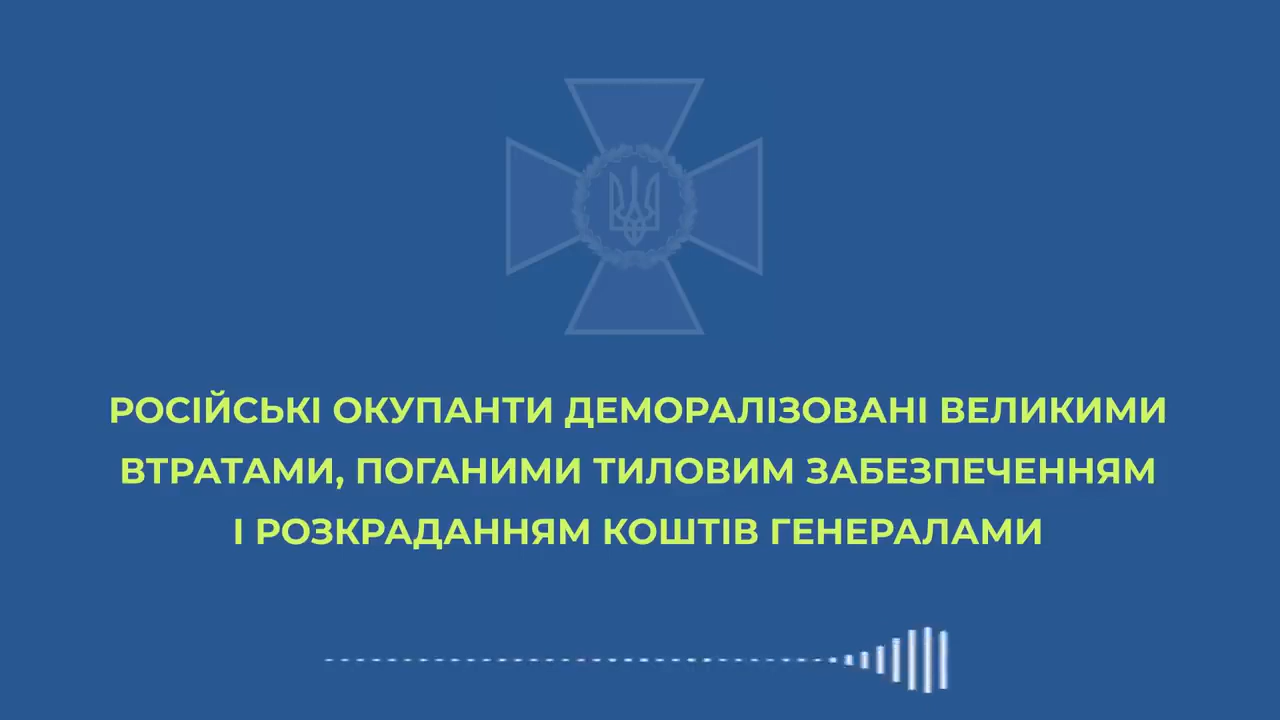 РОСІЙСЬКІ ОКУПАНТИ ДЕМОРАЛІЗОВАНІ ВЕЛИКИМИ
ВТРАТАМИ, ПОГАНИМИ ТИЛОВИМ ЗАБЕЗПЕЧЕННЯМ
І РОЗКРАДАННЯМ КОШТІВ ГЕНЕРАЛАМИ